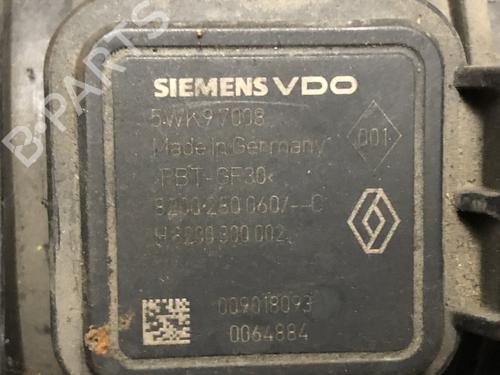 SIEMENS VDO
5WK97008
001
Made in Germany
>PBT-GF30<
8200 280 060/--C
H 8200 300 002
009018093
0064884
B-PARTS